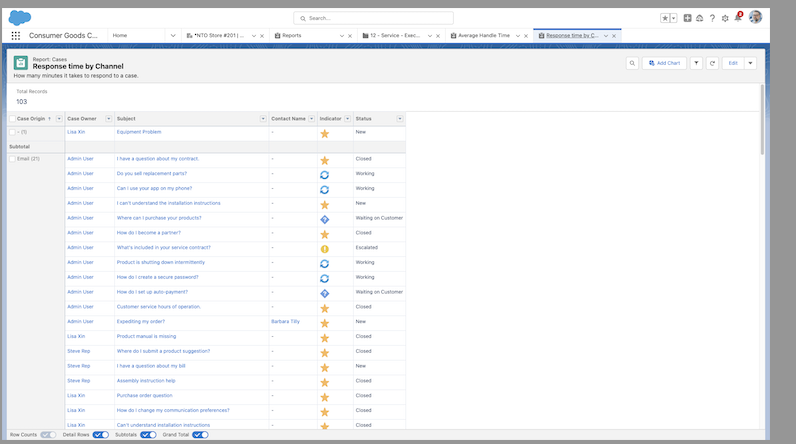 Search...
Consumer Goods C...
Home
*NTO Store #201 | ...
Reports
12 - Service - Exec...
Average Handle Time
Response time by C...
Report: Cases
Response time by Channel
How many minutes it takes to respond to a case.
Add Chart
Edit
Total Records
103
Case Origin ↑ Case Owner Subject Contact Name Indicator Status
- (1) Lisa Xin Equipment Problem - New
Subtotal
Email (21) Admin User I have a question about my contract. - Closed
Admin User Do you sell replacement parts? - Working
Admin User Can I use your app on my phone? - Working
Admin User I can't understand the installation instructions - New
Admin User Where can I purchase your products? - Waiting on Customer
Admin User How do I become a partner? - Closed
Admin User What's included in your service contract? - Escalated
Admin User Product is shutting down intermittently - Working
Admin User How do I create a secure password? - Working
Admin User How do I set up auto-payment? - Waiting on Customer
Admin User Customer service hours of operation. - Closed
Admin User Expediting my order? Barbara Tilly New
Lisa Xin Product manual is missing - Closed
Steve Rep Where do I submit a product suggestion? - Closed
Steve Rep I have a question about my bill - New
Steve Rep Assembly instruction help - Closed
Lisa Xin Purchase order question - Closed
Lisa Xin How do I change my communication preferences? - Closed
Lisa Xin Can't understand installation instructions - Closed
Row Counts Detail Rows Subtotals Grand Total